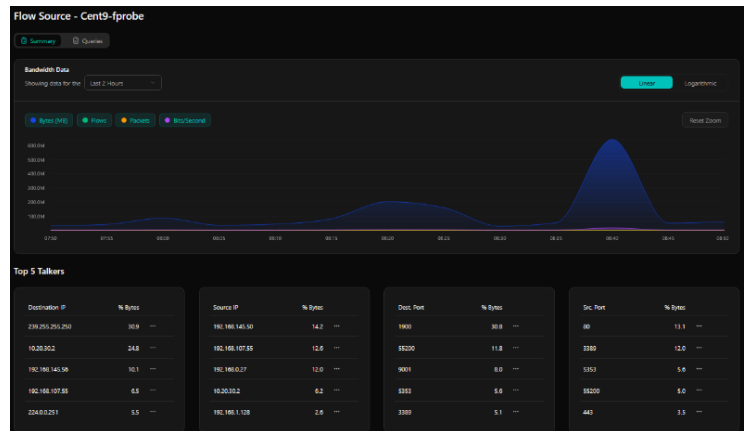 Flow Source - Cent9-fprobe
Summary Queries
Bandwidth Data
Showing data for the Last 2 Hours
Linear Logarithmic
Bytes (MB) Flows Packets Bits/Second
Reset Zoom
600.0M
500.0M
400.0M
300.0M
200.0M
100.0M
07:50 07:55 08:00 08:05 08:10 08:15 08:20 08:25 08:30 08:35 08:40 08:45 08:50
Top 5 Talkers
Destination IP % Bytes Source IP % Bytes Dest. Port % Bytes Src. Port % Bytes
239.255.255.250 30.9 192.168.145.50 14.2 1900 30.8 80 13.1
10.20.30.2 24.8 192.168.107.55 12.6 55200 11.8 3389 12.0
192.168.145.56 10.1 192.168.0.27 12.0 9001 8.0 5353 5.6
192.168.107.55 6.5 10.20.30.2 6.2 5353 5.6 55200 5.0
224.0.0.251 5.5 192.168.1.128 2.6 3389 5.1 443 3.5